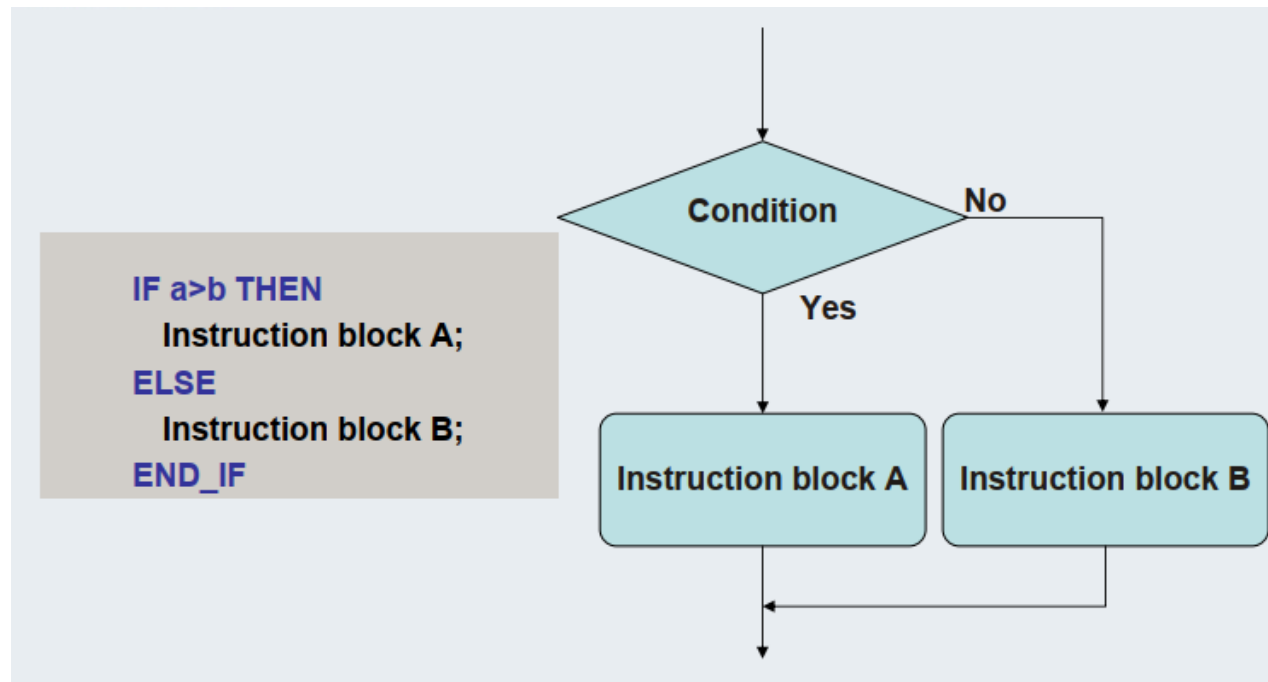 IF a>b THEN
Instruction block A;
ELSE
Instruction block B;
END_IF
Condition
No
Yes
Instruction block A
Instruction block B